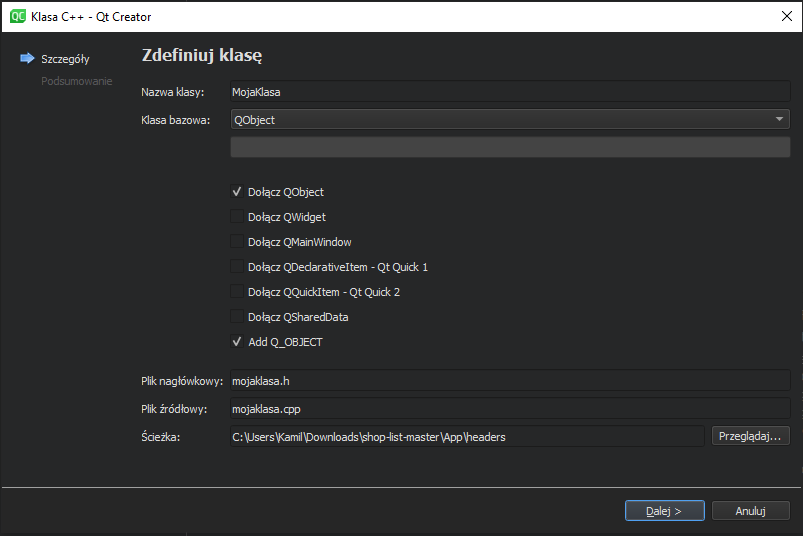 QC Klasa C++ - Qt Creator
Szczegóły
Podsumowanie
Zdefiniuj klasę
Nazwa klasy: MojaKlasa
Klasa bazowa: QObject
Dołącz QObject
Dołącz QWidget
Dołącz QMainWindow
Dołącz QDeclarativeItem - Qt Quick 1
Dołącz QQuickItem - Qt Quick 2
Dołącz QSharedData
Add Q_OBJECT
Plik nagłówkowy: mojaklasa.h
Plik źródłowy: mojaklasa.cpp
Ścieżka: C:\Users\Kamil\Downloads\shop-list-master\App\headers Przeglądaj...
Dalej > Anuluj